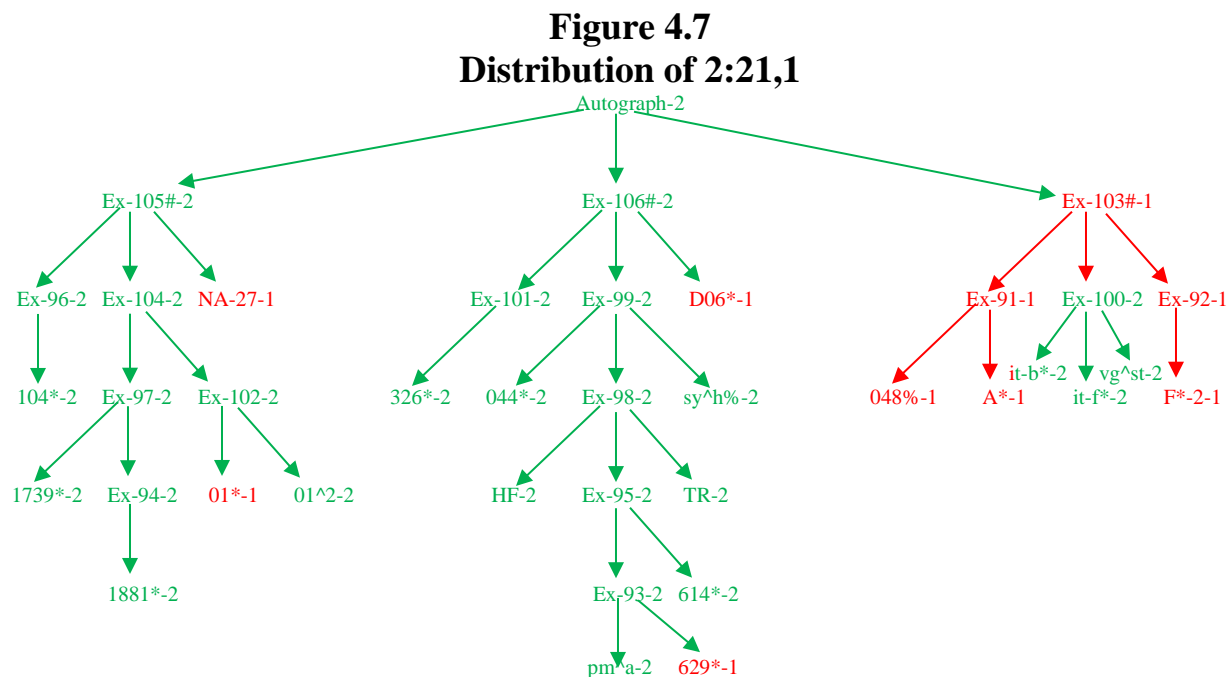 Figure 4.7
Distribution of 2:21,1
Autograph-2
Ex-105#-2 Ex-106#-2 Ex-103#-1
Ex-96-2 Ex-104-2 NA-27-1 Ex-101-2 Ex-99-2 D06*-1 Ex-91-1 Ex-100-2 Ex-92-1
it-b*-2 vg^st-2
104*-2 Ex-97-2 Ex-102-2 326*-2 044*-2 Ex-98-2 sy^h%-2 048%-1 A*-1 it-f*-2 F*-2-1
1739*-2 Ex-94-2 01*-1 01^2-2 HF-2 Ex-95-2 TR-2
1881*-2 Ex-93-2 614*-2
pm^a-2 629*-1